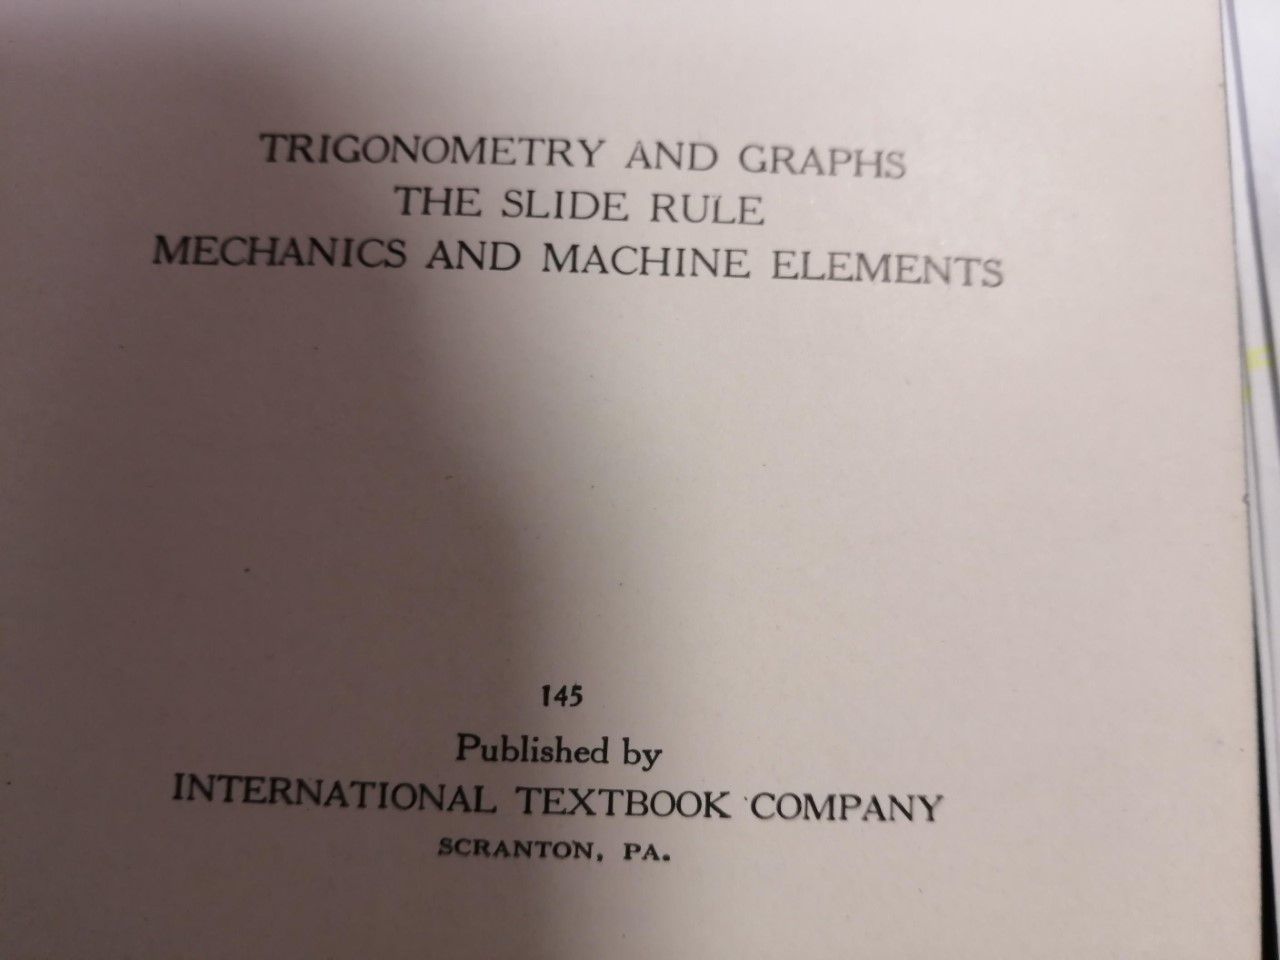 TRIGONOMETRY AND GRAPHS
THE SLIDE RULE
MECHANICS AND MACHINE ELEMENTS
145
Published by
INTERNATIONAL TEXTBOOK COMPANY
SCRANTON, PA.